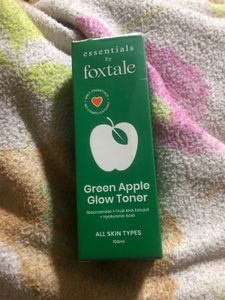 essentials
by
foxtale
Green Apple
Glow Toner
Niacinamide + Fruit AHA Extract
+ Hyaluronic Acid
ALL SKIN TYPES
100ml